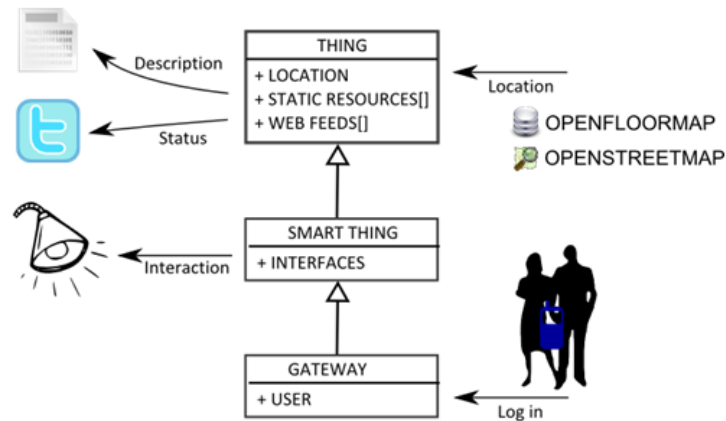 THING
+ LOCATION
+ STATIC RESOURCES[]
+ WEB FEEDS[]
Description
Status
Location
OPENFLOORMAP
OPENSTREETMAP
SMART THING
+ INTERFACES
Interaction
GATEWAY
+ USER
Log in